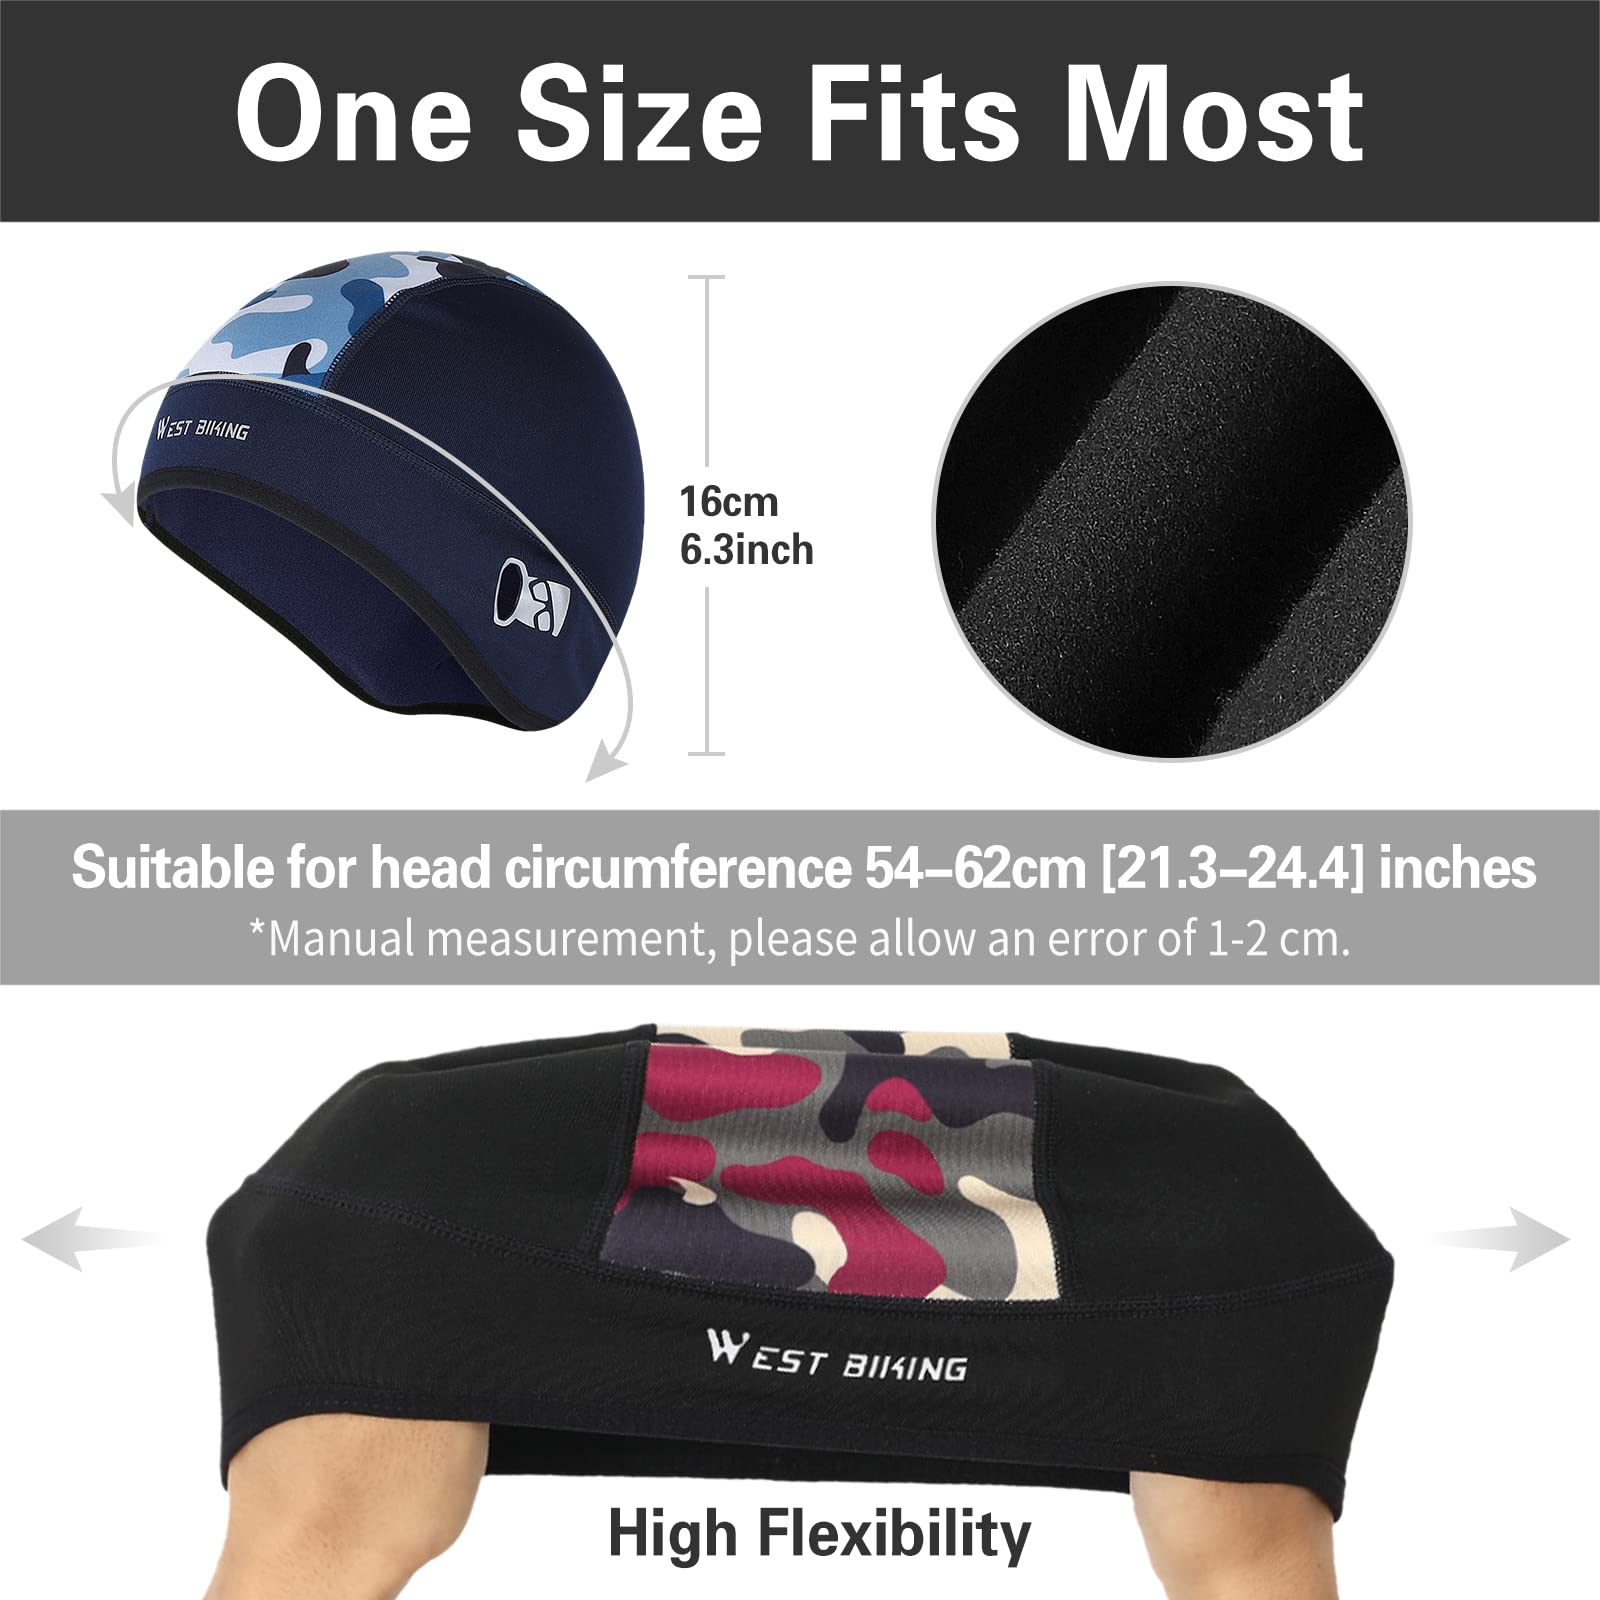 One Size Fits Most
WEST BIKING
16cm
6.3inch
Suitable for head circumference 54–62cm [21.3–24.4] inches
*Manual measurement, please allow an error of 1-2 cm.
WEST BIKING
High Flexibility